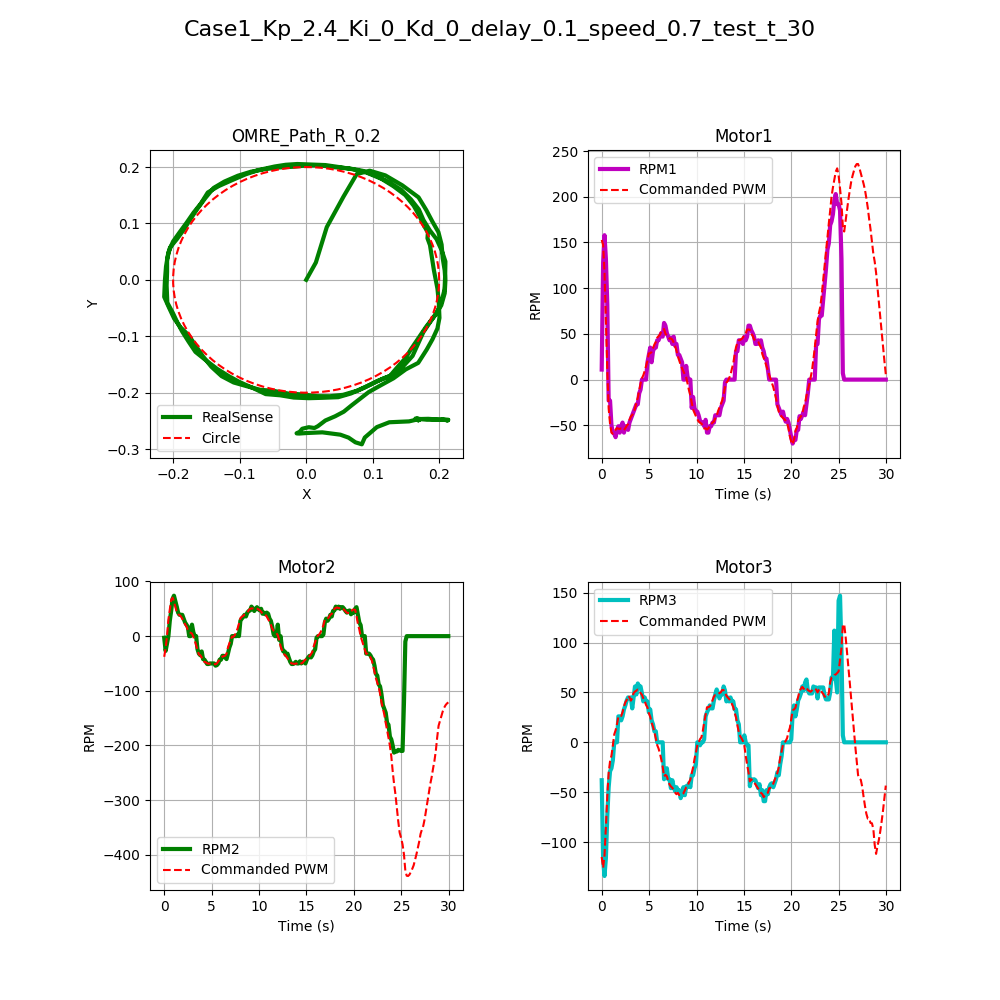 Case1_Kp_2.4_Ki_0_Kd_0_delay_0.1_speed_0.7_test_t_30
OMRE_Path_R_0.2
0.2
0.1
0.0
−0.1
−0.2
−0.3
Y
RealSense
Circle
−0.2
−0.1
0.0
0.1
0.2
X
Motor1
250
200
150
100
50
0
−50
RPM
RPM1
Commanded PWM
0
5
10
15
20
25
30
Time (s)
Motor2
100
0
−100
−200
−300
−400
RPM
RPM2
Commanded PWM
0
5
10
15
20
25
30
Time (s)
Motor3
150
100
50
0
−50
−100
RPM
RPM3
Commanded PWM
0
5
10
15
20
25
30
Time (s)